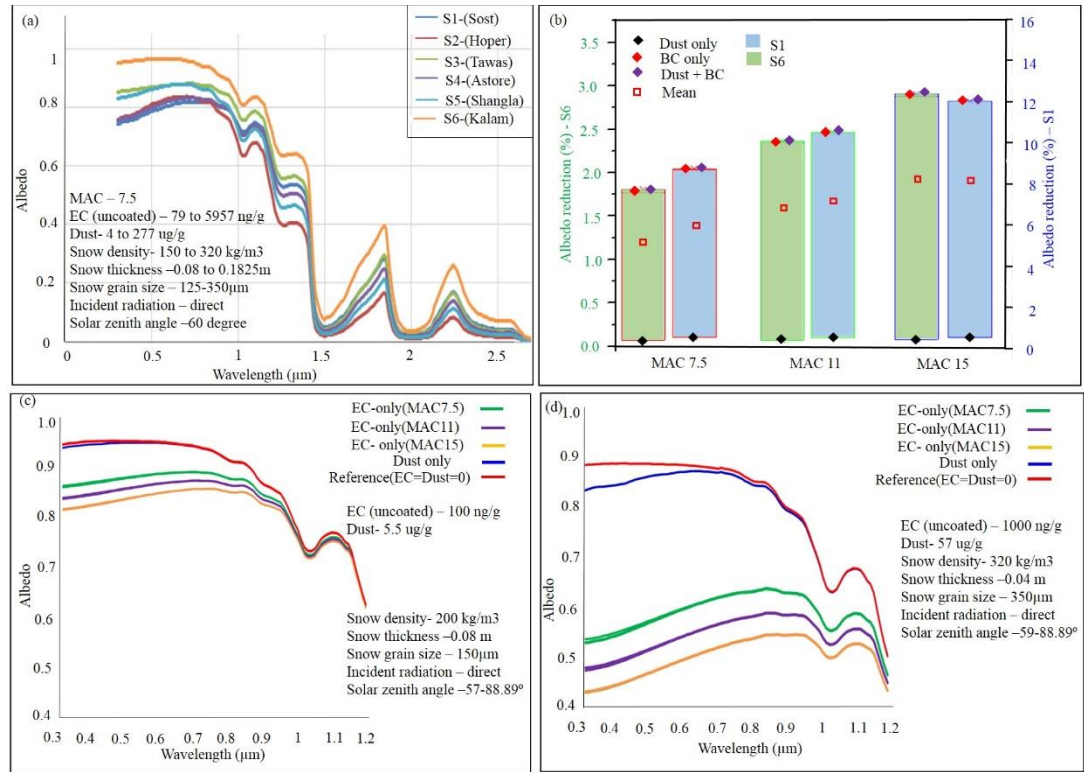 (a)
S1-(Sost)
S2-(Hoper)
S3-(Tawas)
S4-(Astore)
S5-(Shangla)
S6-(Kalam)
1
0.8
0.6
0.4
0.2
0
Albedo
MAC – 7.5
EC (uncoated) – 79 to 5957 ng/g
Dust- 4 to 277 ug/g
Snow density- 150 to 320 kg/m3
Snow thickness –0.08 to 0.1825m
Snow grain size – 125-350µm
Incident radiation – direct
Solar zenith angle –60 degree
0 0.5 1 1.5 2 2.5
Wavelength (µm)
(b)
Dust only
BC only
Dust + BC
Mean
S1
S6
3.5
3.0
2.5
2.0
1.5
1.0
0.5
0.0
Albedo reduction (%) - S6
16
14
12
10
8
6
4
2
0
Albedo reduction (%) – S1
MAC 7.5 MAC 11 MAC 15
(c)
EC-only(MAC7.5)
EC-only(MAC11)
EC- only(MAC15)
Dust only
Reference(EC=Dust=0)
EC (uncoated) – 100 ng/g
Dust- 5.5 ug/g
Snow density- 200 kg/m3
Snow thickness –0.08 m
Snow grain size – 150µm
Incident radiation – direct
Solar zenith angle –57-88.89º
1.0
0.9
0.8
0.7
0.6
0.5
0.4
Albedo
0.3 0.4 0.5 0.6 0.7 0.8 0.9 1 1.1 1.2
Wavelength (µm)
(d)
EC-only(MAC7.5)
EC-only(MAC11)
EC- only(MAC15)
Dust only
Reference(EC=Dust=0)
EC (uncoated) – 1000 ng/g
Dust- 57 ug/g
Snow density- 320 kg/m3
Snow thickness –0.04 m
Snow grain size – 350µm
Incident radiation – direct
Solar zenith angle –59-88.89º
1.0
0.9
0.8
0.7
0.6
0.5
0.4
Albedo
0.3 0.4 0.5 0.6 0.7 0.8 0.9 1 1.1 1.2
Wavelength (µm)